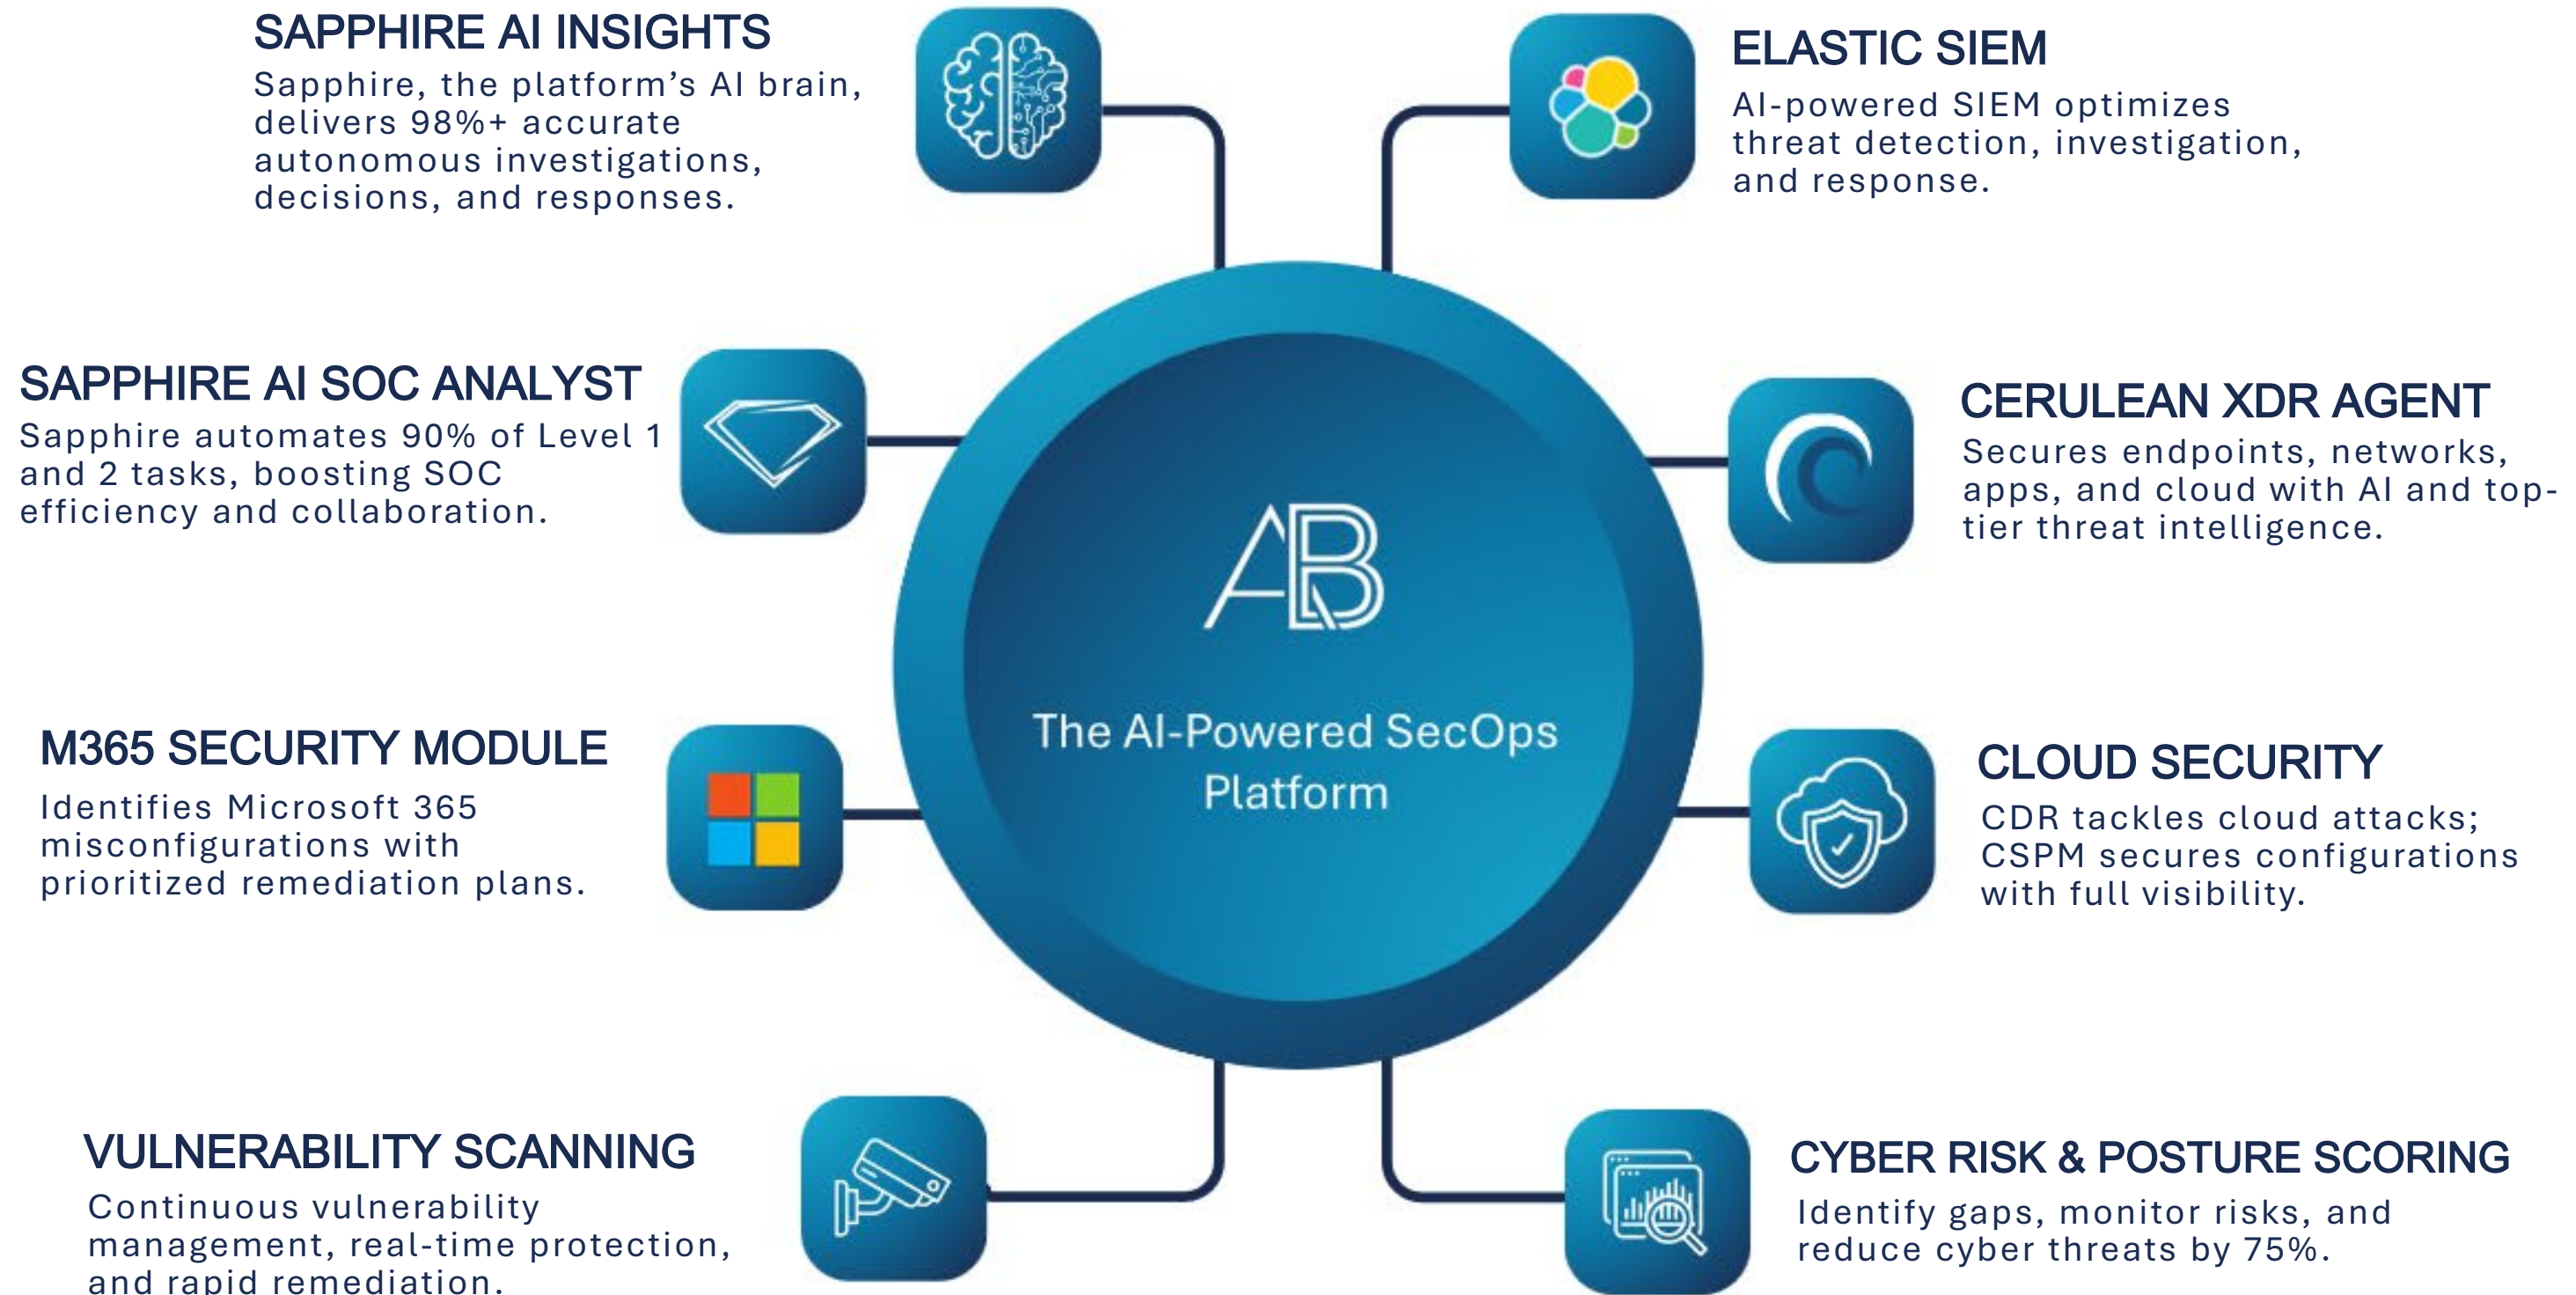 SAPPHIRE AI INSIGHTS
Sapphire, the platform’s AI brain,
delivers 98%+ accurate
autonomous investigations,
decisions, and responses.
ELASTIC SIEM
AI-powered SIEM optimizes
threat detection, investigation,
and response.
SAPPHIRE AI SOC ANALYST
Sapphire automates 90% of Level 1
and 2 tasks, boosting SOC
efficiency and collaboration.
CERULEAN XDR AGENT
Secures endpoints, networks,
apps, and cloud with AI and top-
tier threat intelligence.
AB
The AI-Powered SecOps
Platform
M365 SECURITY MODULE
Identifies Microsoft 365
misconfigurations with
prioritized remediation plans.
CLOUD SECURITY
CDR tackles cloud attacks;
CSPM secures configurations
with full visibility.
VULNERABILITY SCANNING
Continuous vulnerability
management, real-time protection,
and rapid remediation.
CYBER RISK & POSTURE SCORING
Identify gaps, monitor risks, and
reduce cyber threats by 75%.